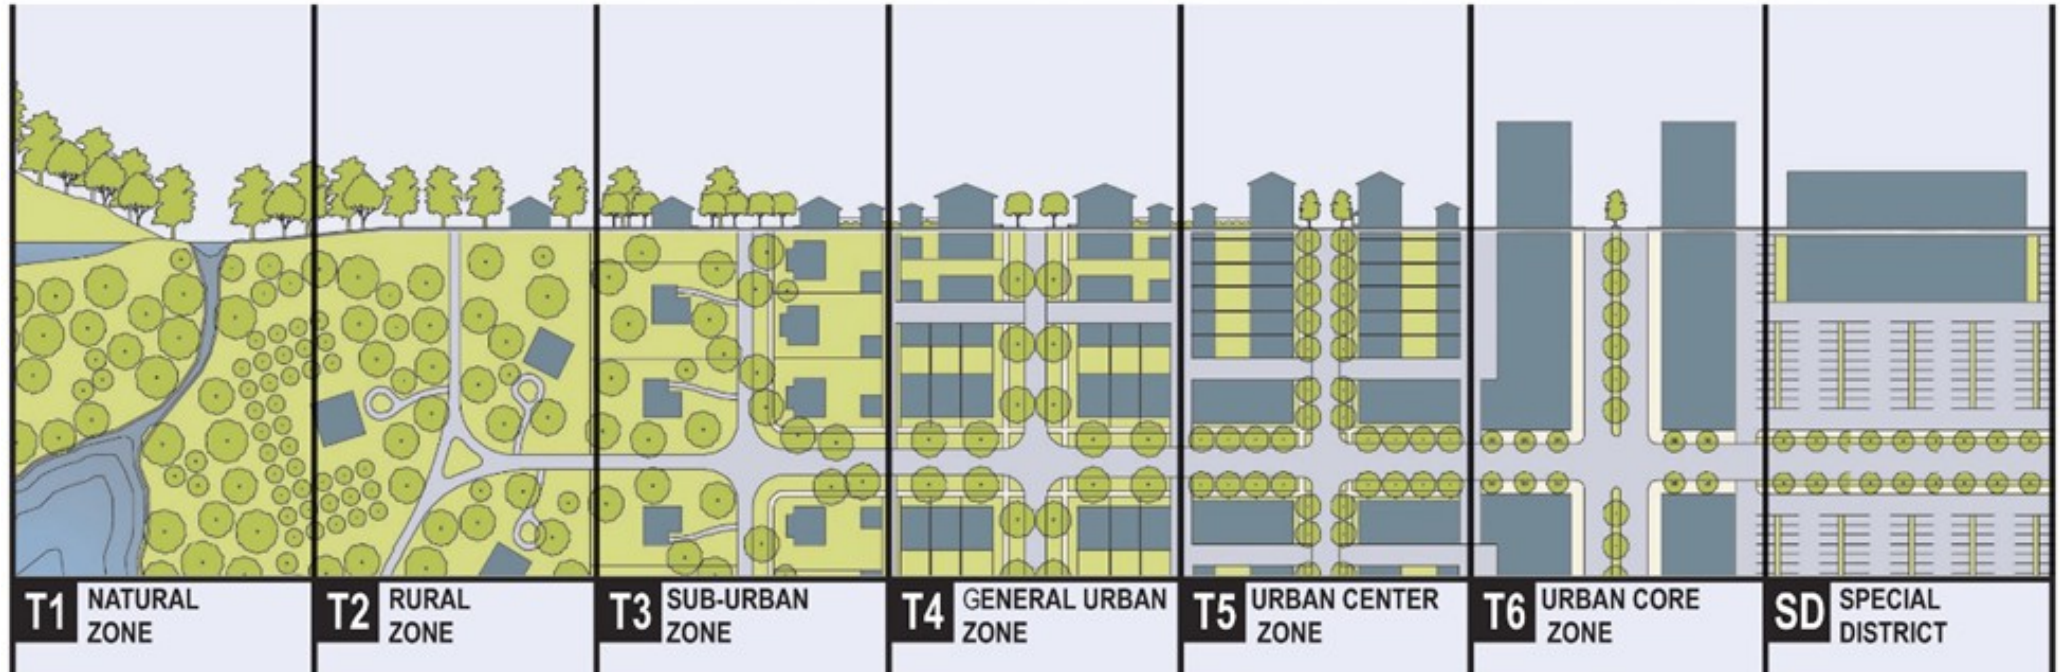 T1 NATURAL
ZONE
T2 RURAL
ZONE
T3 SUB-URBAN
ZONE
T4 GENERAL URBAN
ZONE
T5 URBAN CENTER
ZONE
T6 URBAN CORE
ZONE
SD SPECIAL
DISTRICT